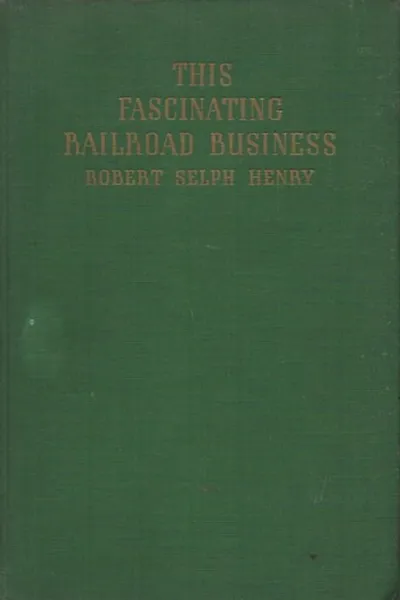 THIS
FASCINATING
RAILROAD BUSINESS
ROBERT SELPH HENRY